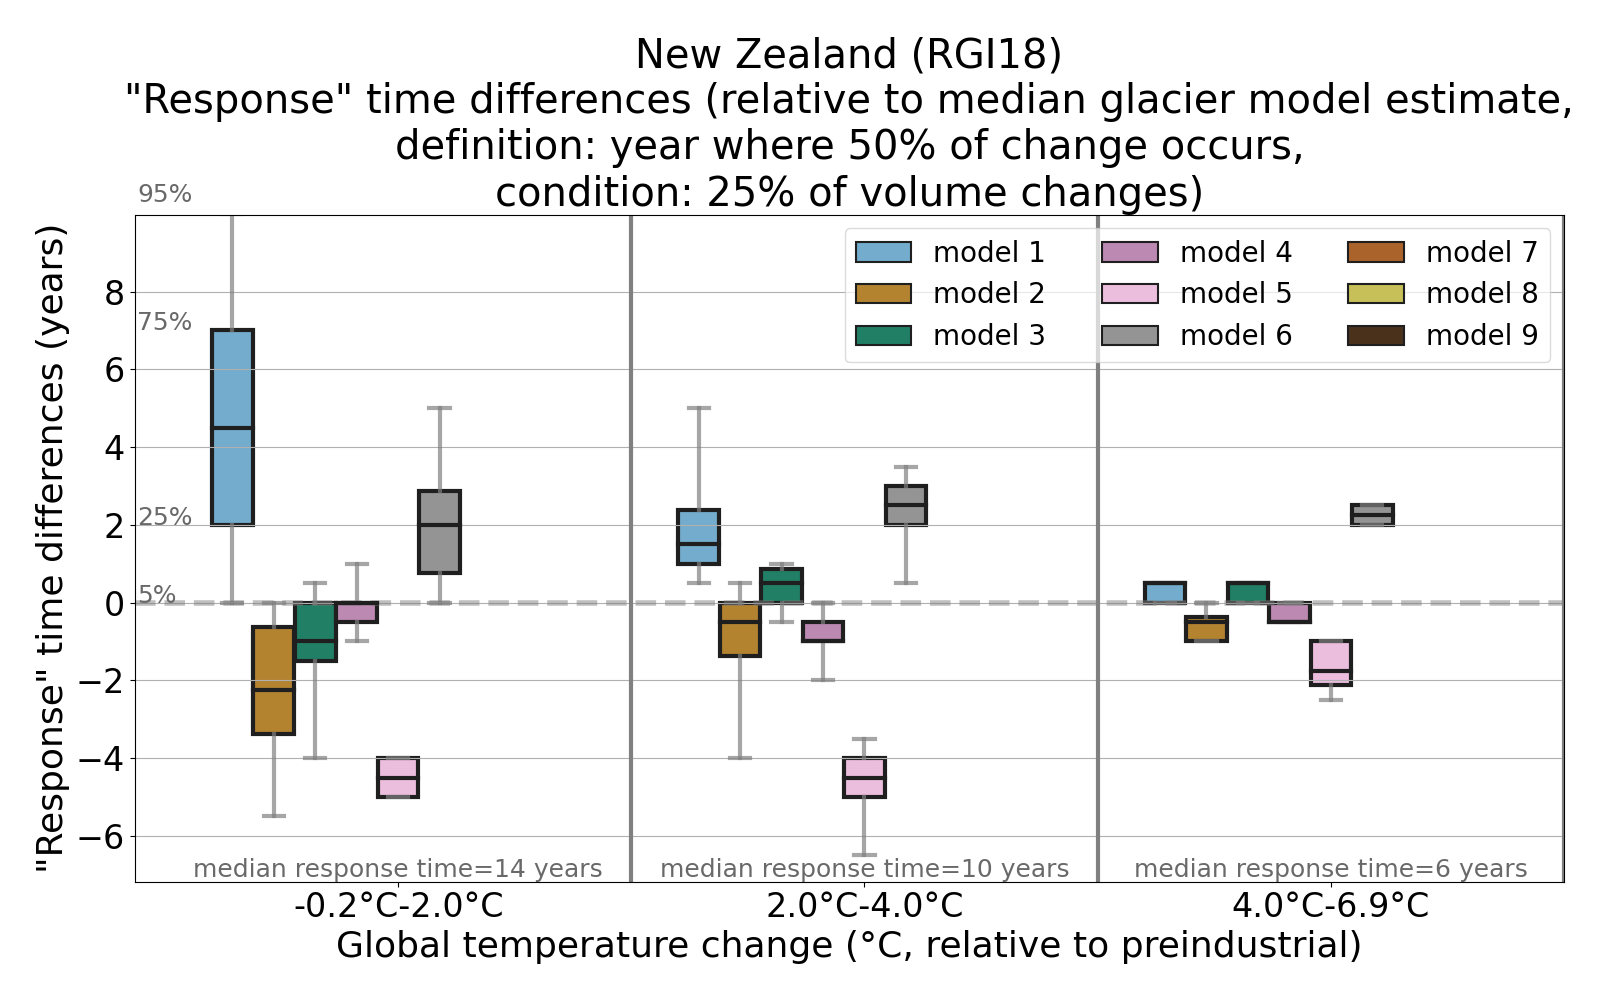 New Zealand (RGI18)
"Response" time differences (relative to median glacier model estimate,
definition: year where 50% of change occurs,
condition: 25% of volume changes)
95%
75%
25%
5%
model 1
model 2
model 3
model 4
model 5
model 6
model 7
model 8
model 9
8
6
4
2
0
−2
−4
−6
"Response" time differences (years)
median response time=14 years
median response time=10 years
median response time=6 years
-0.2°C-2.0°C
2.0°C-4.0°C
4.0°C-6.9°C
Global temperature change (°C, relative to preindustrial)